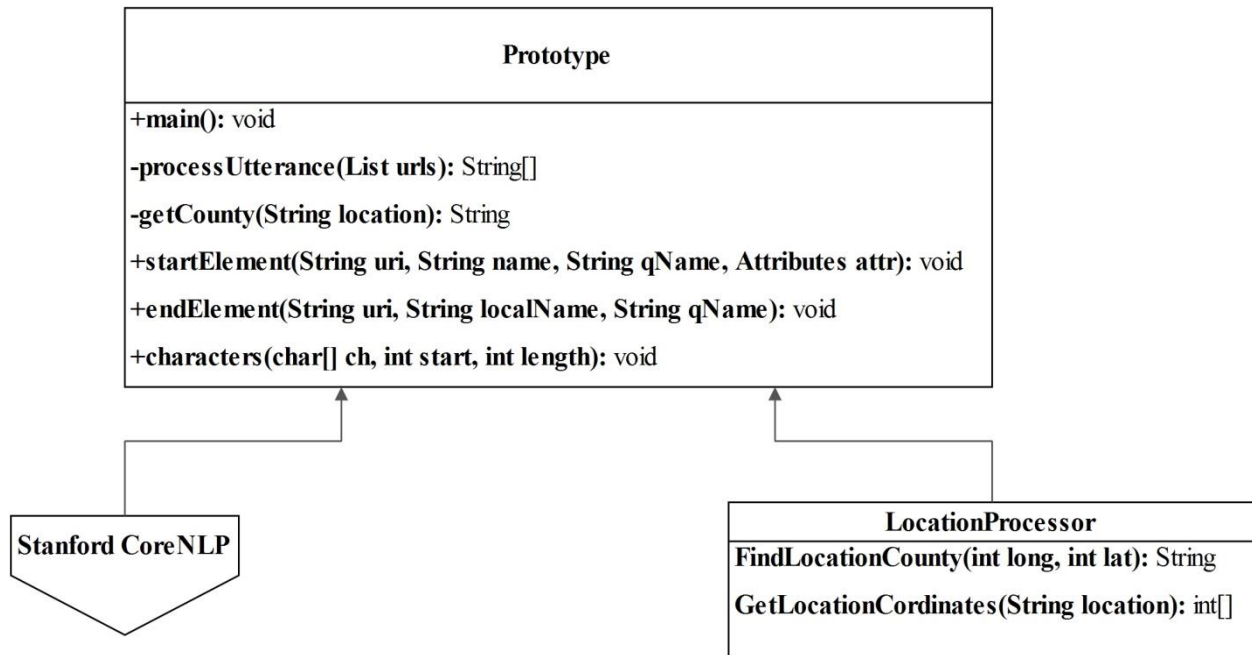 Prototype
+main(): void
-processUtterance(List urls): String[]
-getCounty(String location): String
+startElement(String uri, String name, String qName, Attributes attr): void
+endElement(String uri, String localName, String qName): void
+characters(char[] ch, int start, int length): void
Stanford CoreNLP
LocationProcessor
FindLocationCounty(int long, int lat): String
GetLocationCordinates(String location): int[]